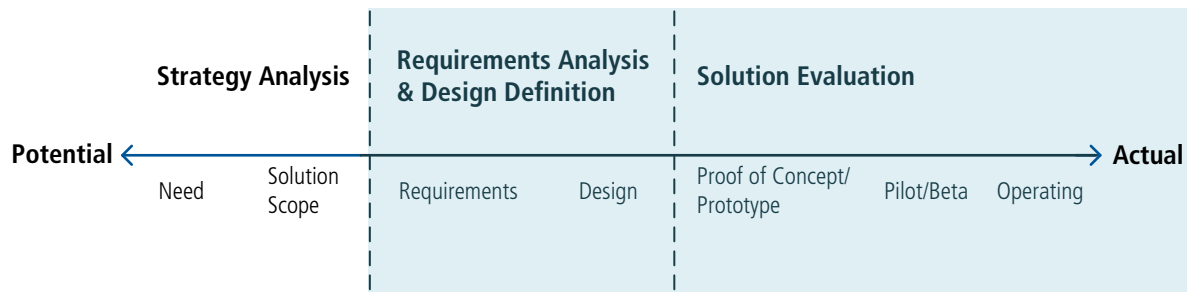 Strategy Analysis
Requirements Analysis
& Design Definition
Solution Evaluation
Potential
Actual
Need
Solution
Scope
Requirements
Design
Proof of Concept/
Prototype
Pilot/Beta
Operating